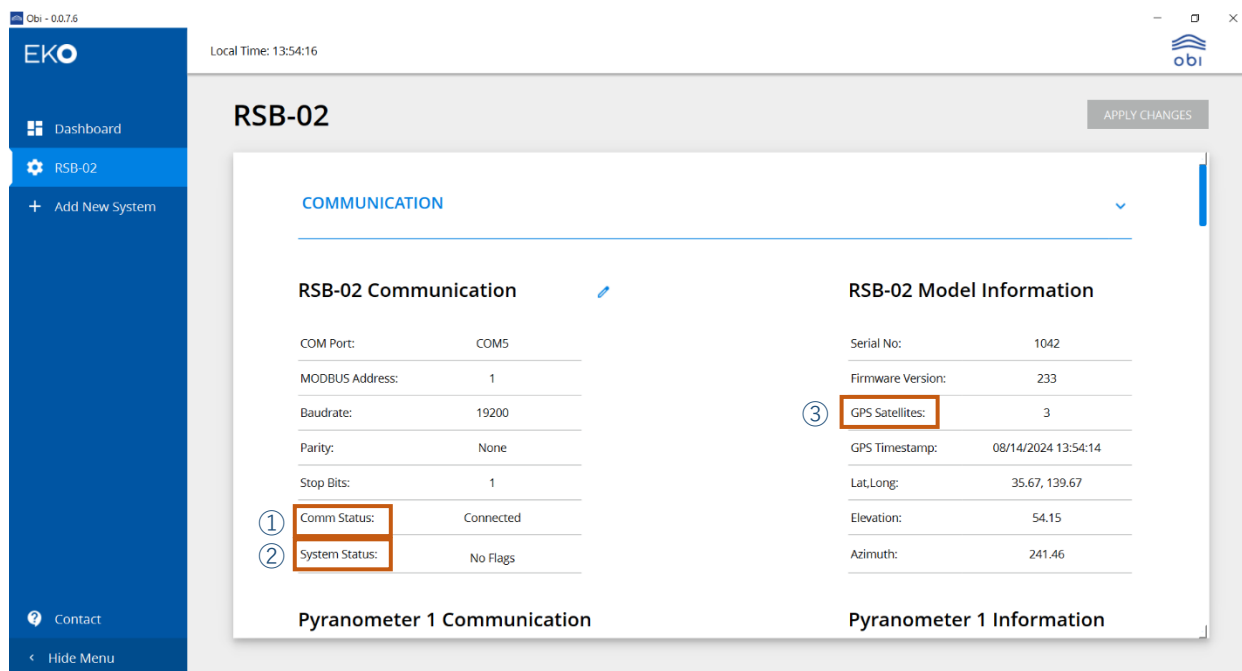 Obi - 0.0.7.6
EKO
Local Time: 13:54:16
obi
Dashboard
RSB-02
Add New System
Contact
Hide Menu
RSB-02
APPLY CHANGES
COMMUNICATION
RSB-02 Communication
COM Port: COM5
MODBUS Address: 1
Baudrate: 19200
Parity: None
Stop Bits: 1
① Comm Status: Connected
② System Status: No Flags
Pyranometer 1 Communication
RSB-02 Model Information
Serial No: 1042
Firmware Version: 233
③ GPS Satellites: 3
GPS Timestamp: 08/14/2024 13:54:14
Lat,Long: 35.67, 139.67
Elevation: 54.15
Azimuth: 241.46
Pyranometer 1 Information